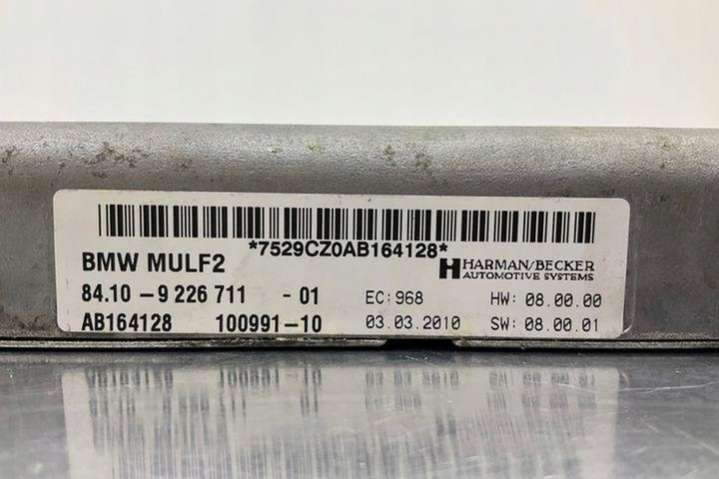 *7529CZ0AB164128*
BMW MULF2
HARMAN/BECKER
AUTOMOTIVE SYSTEMS
84.10 - 9 226 711 - 01 EC: 968 HW: 08.00.00
AB164128 100991-10 03.03.2010 SW: 08.00.01